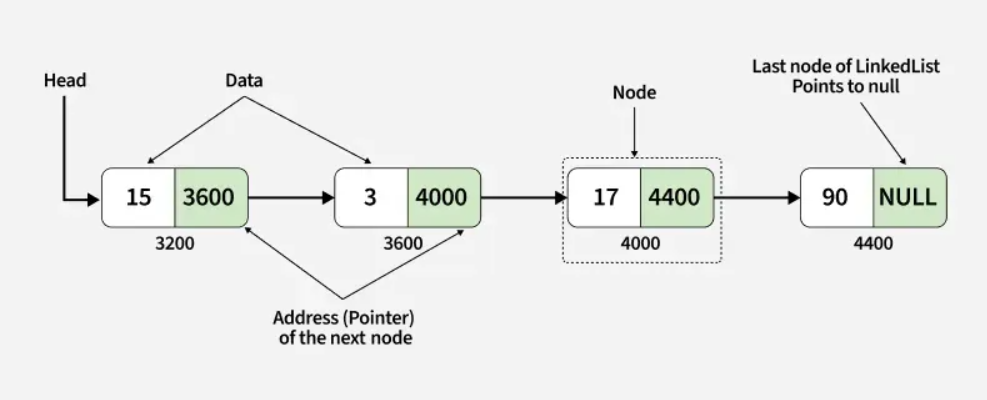 Head
Data
Node
Last node of LinkedList
Points to null
15 3600
3 4000
17 4400
90 NULL
3200
3600
4000
4400
Address (Pointer)
of the next node